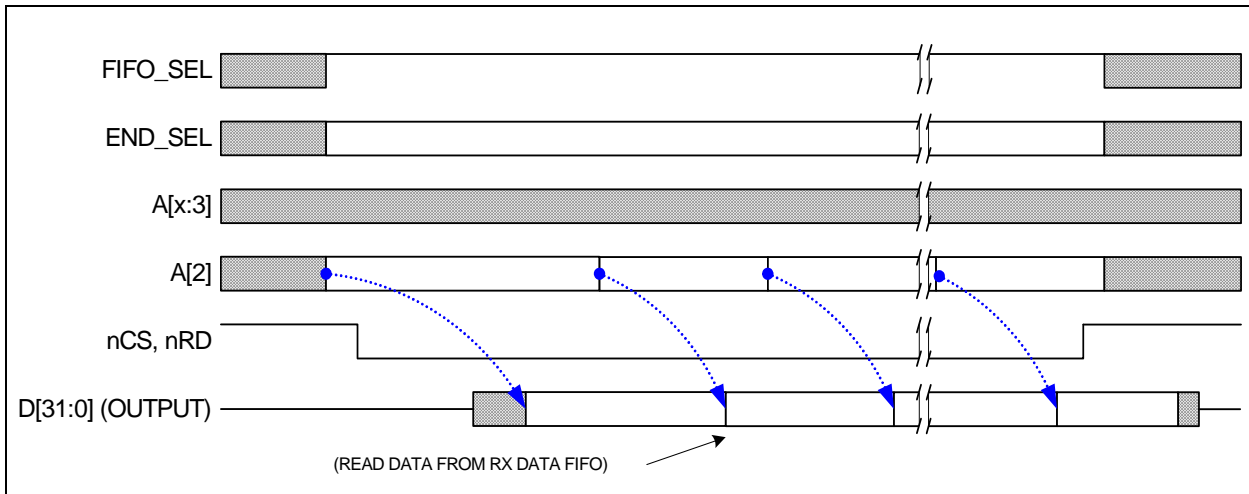 FIFO_SEL
END_SEL
A[x:3]
A[2]
nCS, nRD
D[31:0] (OUTPUT)
(READ DATA FROM RX DATA FIFO)